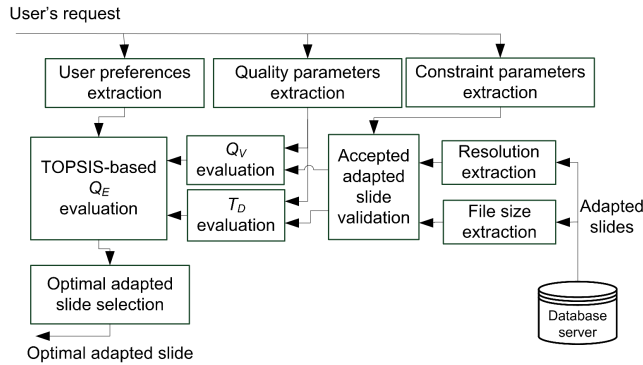 User's request
User preferences
extraction
Quality parameters
extraction
Constraint parameters
extraction
TOPSIS-based
QE
evaluation
QV
evaluation
TD
evaluation
Accepted
adapted
slide
validation
Resolution
extraction
File size
extraction
Adapted
slides
Database
server
Optimal adapted
slide selection
Optimal adapted slide